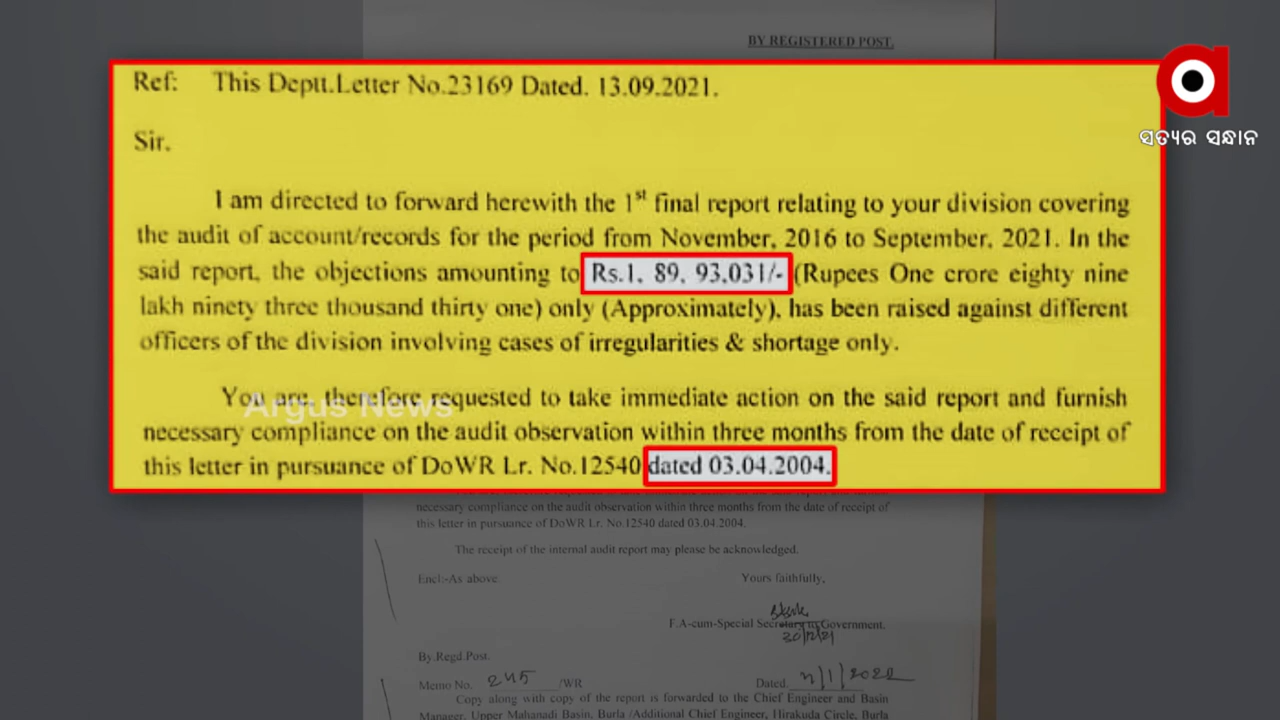 BY REGISTERED POST.
Ref: This Deptt.Letter No.23169 Dated. 13.09.2021.
Sir.
I am directed to forward herewith the 1st final report relating to your division covering
the audit of account/records for the period from November, 2016 to September, 2021. In the
said report, the objections amounting to Rs.1, 89, 93,031/- (Rupees One crore eighty nine
lakh ninety three thousand thirty one) only (Approximately), has been raised against different
officers of the division involving cases of irregularities & shortage only.
You are, therefore requested to take immediate action on the said report and furnish
necessary compliance on the audit observation within three months from the date of receipt of
this letter in pursuance of DoWR Lr. No.12540 dated 03.04.2004.
Argus News
ସତ୍ୟର ସନ୍ଧାନ
necessary compliance on the audit observation within three months from the date of receipt of
this letter in pursuance of DoWR Lr. No.12540 dated 03.04.2004.
The receipt of the internal audit report may please be acknowledged.
Encl:-As above.
Yours faithfully,
F.A-cum-Special Secretary to Government.
30/12/21
By.Regd.Post.
Memo No. 245 /WR Dated. /1/2022
Copy along with copy of the report is forwarded to the Chief Engineer and Basin
Manager, Upper Mahanadi Basin, Burla /Additional Chief Engineer, Hirakuda Circle, Burla